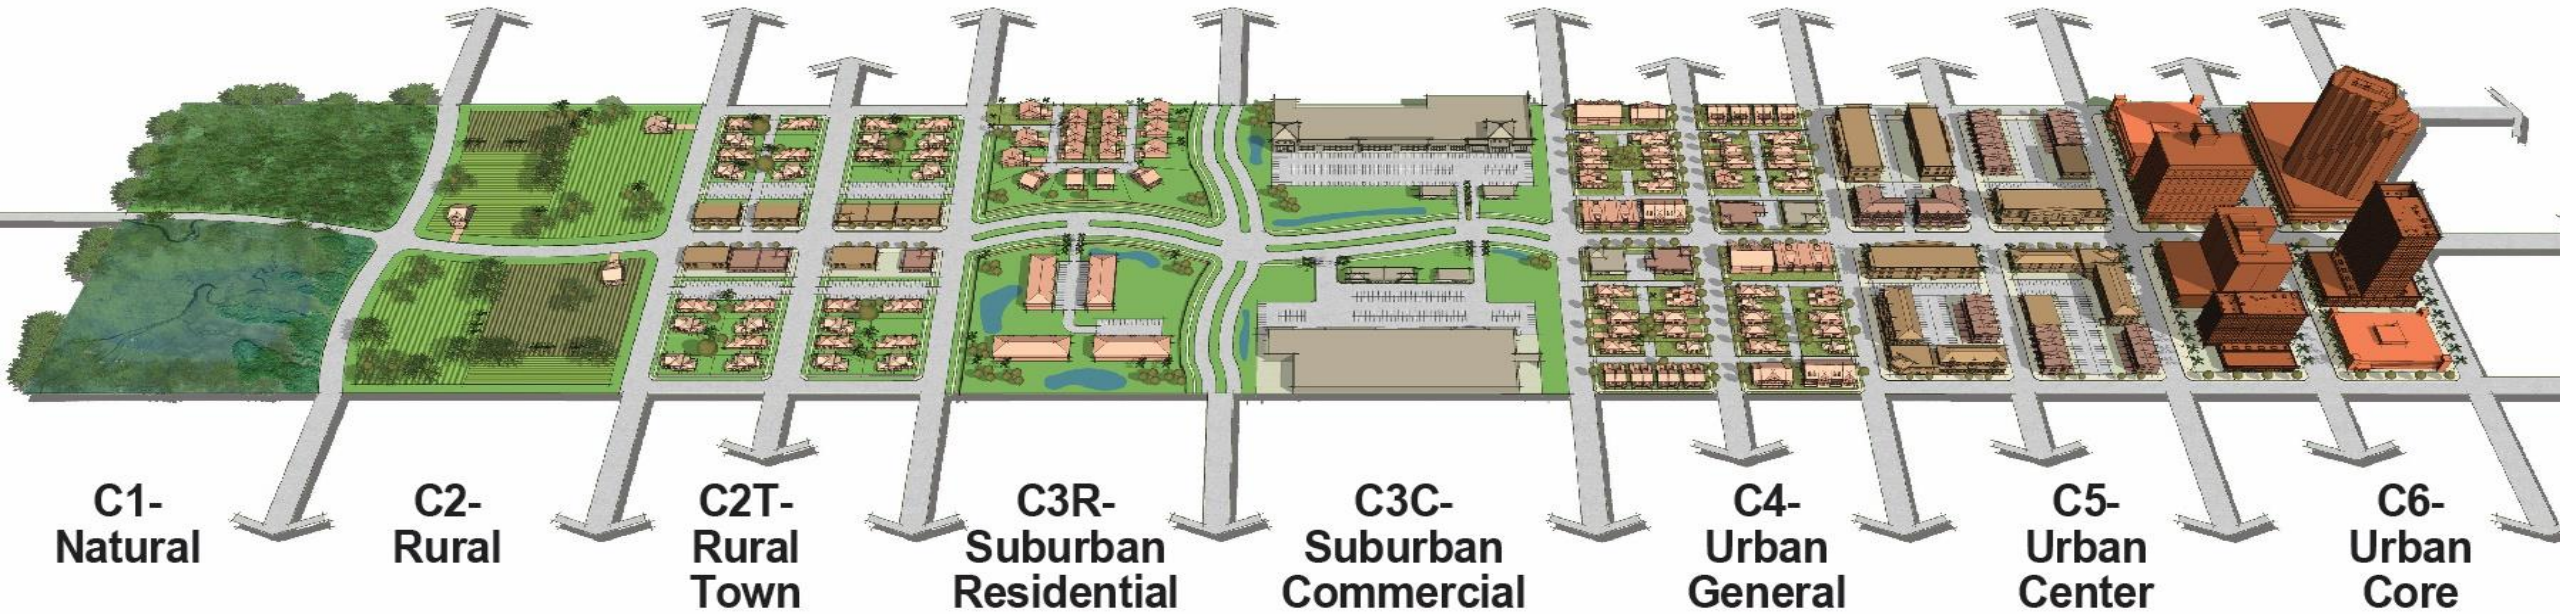 C1-
Natural
C2-
Rural
C2T-
Rural
Town
C3R-
Suburban
Residential
C3C-
Suburban
Commercial
C4-
Urban
General
C5-
Urban
Center
C6-
Urban
Core